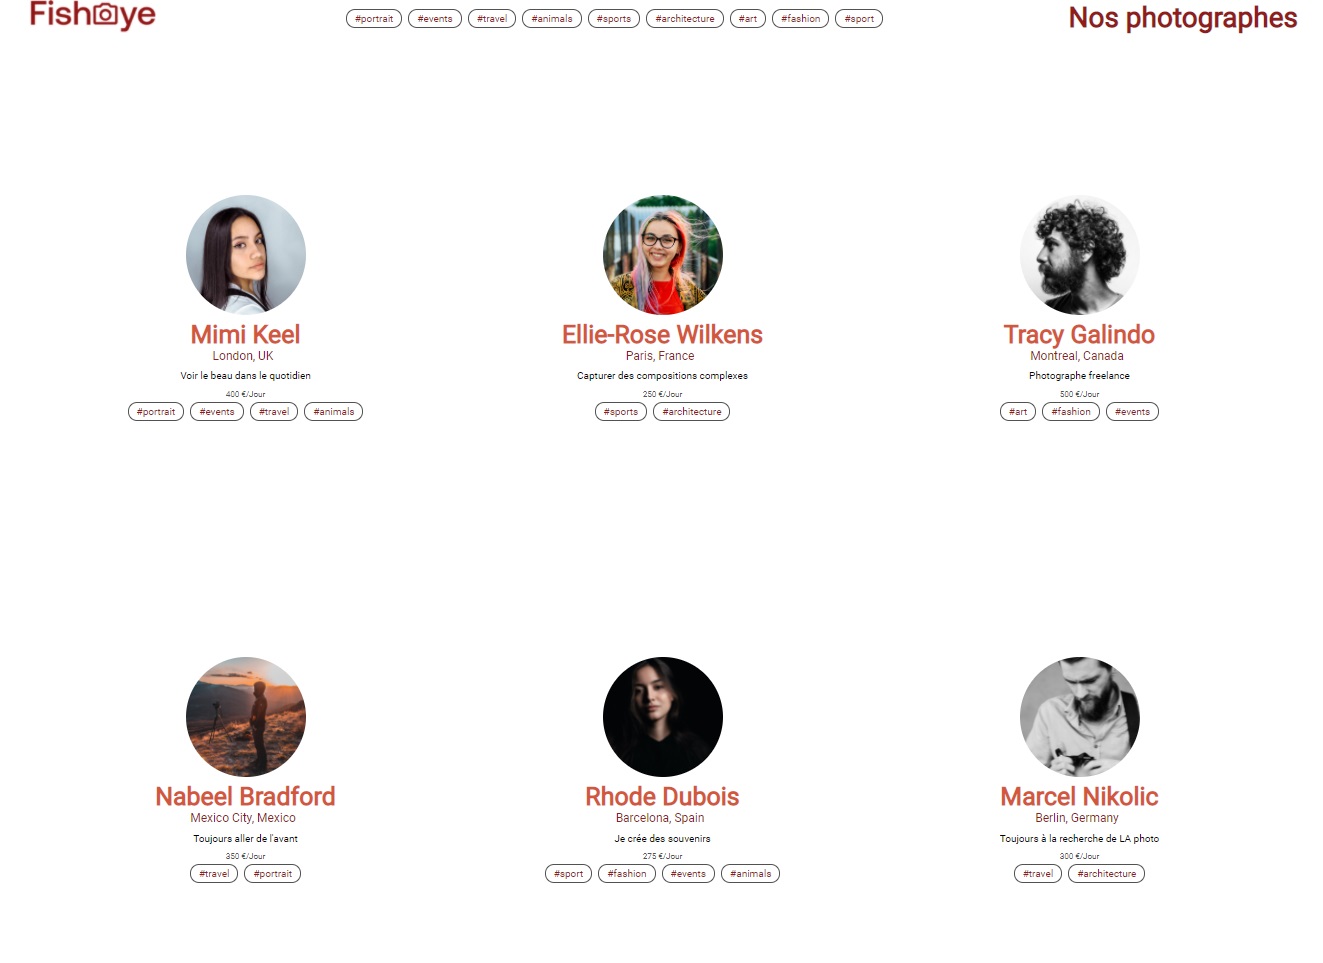 Fisheye
#portrait #events #travel #animals #sports #architecture #art #fashion #sport
Nos photographes
Mimi Keel
London, UK
Voir le beau dans le quotidien
400 €/Jour
#portrait #events #travel #animals
Ellie-Rose Wilkens
Paris, France
Capturer des compositions complexes
250 €/Jour
#sports #architecture
Tracy Galindo
Montreal, Canada
Photographe freelance
500 €/Jour
#art #fashion #events
Nabeel Bradford
Mexico City, Mexico
Toujours aller de l'avant
350 €/Jour
#travel #portrait
Rhode Dubois
Barcelona, Spain
Je crée des souvenirs
275 €/Jour
#sport #fashion #events #animals
Marcel Nikolic
Berlin, Germany
Toujours à la recherche de LA photo
300 €/Jour
#travel #architecture